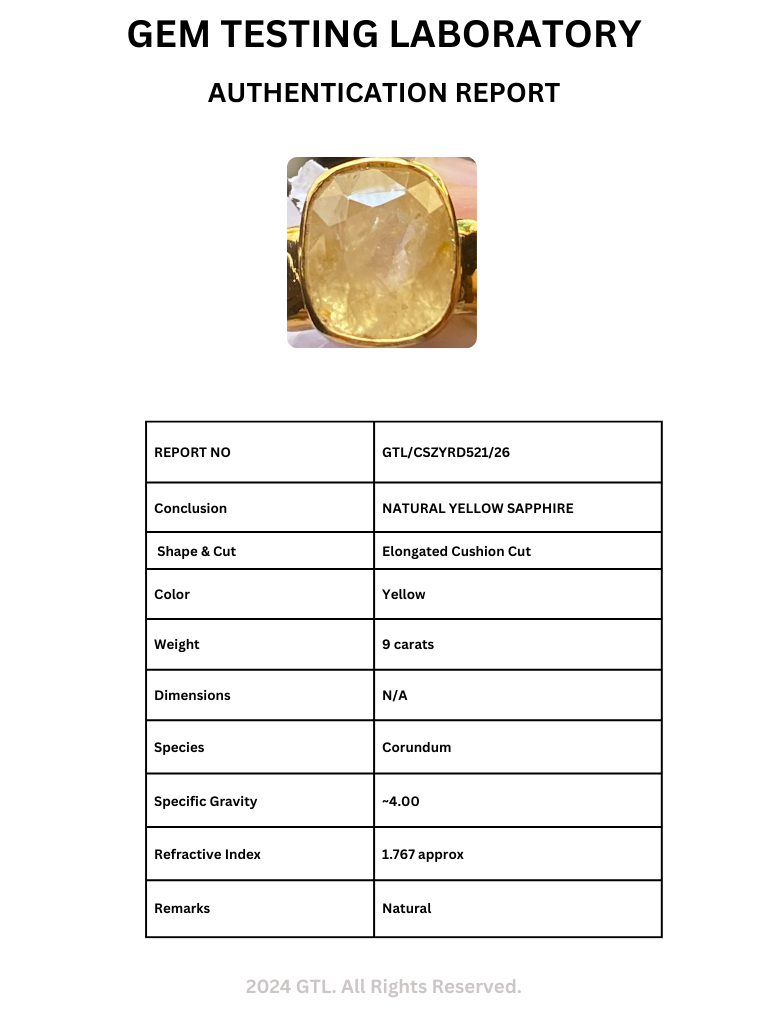 GEM TESTING LABORATORY
AUTHENTICATION REPORT
REPORT NO GTL/CSZYRD521/26
Conclusion NATURAL YELLOW SAPPHIRE
Shape & Cut Elongated Cushion Cut
Color Yellow
Weight 9 carats
Dimensions N/A
Species Corundum
Specific Gravity ~4.00
Refractive Index 1.767 approx
Remarks Natural
2024 GTL. All Rights Reserved.